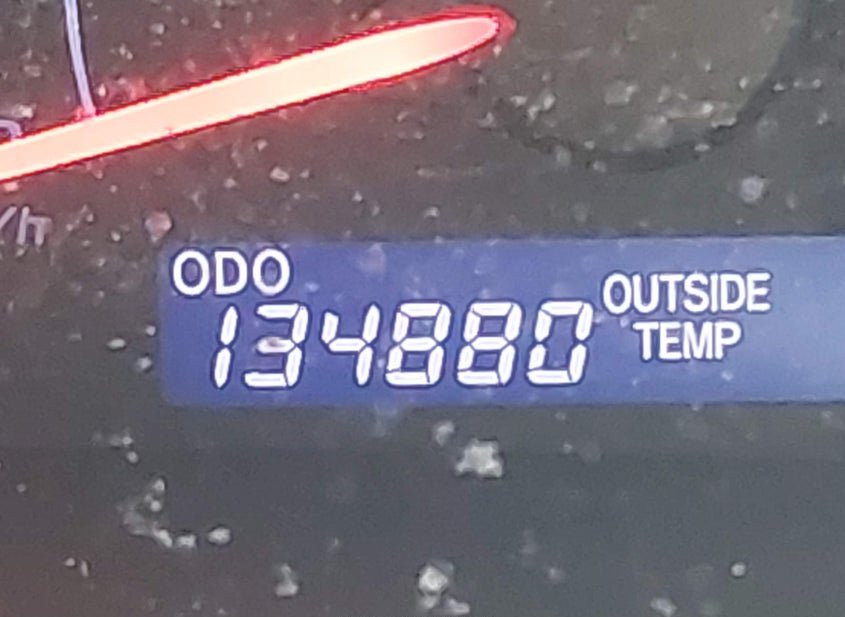 /h
ODO
134880
OUTSIDE
TEMP